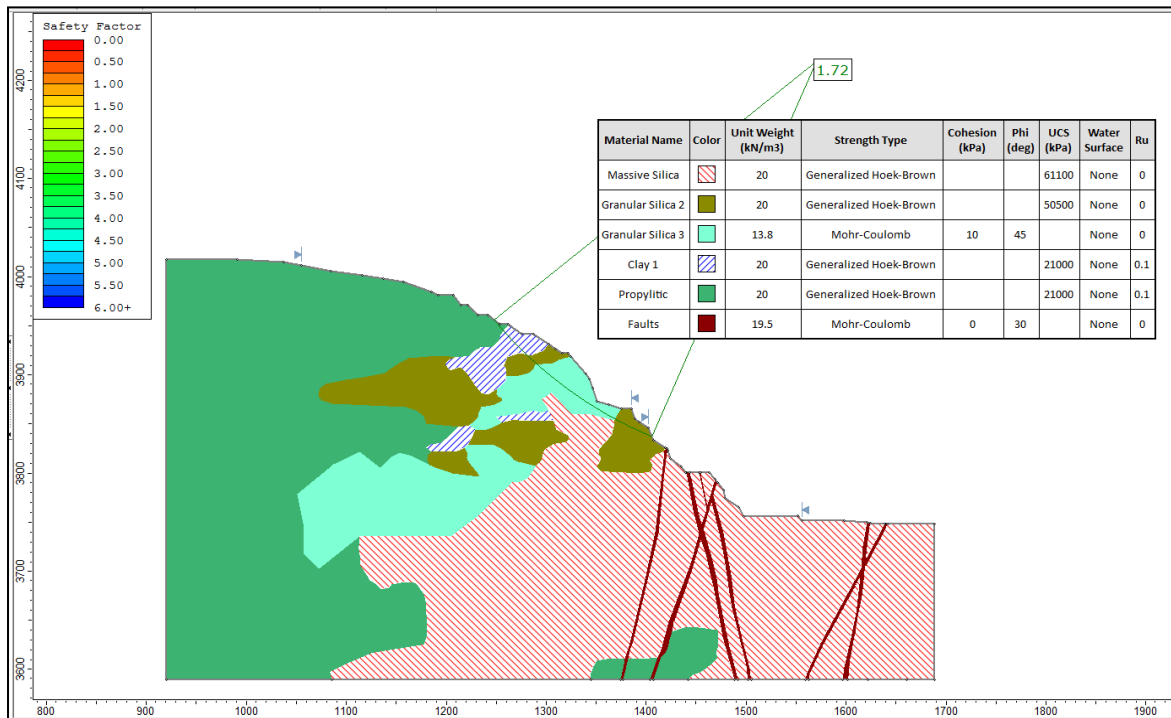 Safety Factor
0.00
0.50
1.00
1.50
2.00
2.50
3.00
3.50
4.00
4.50
5.00
5.50
6.00+
1.72
Material Name Color Unit Weight (kN/m3) Strength Type Cohesion (kPa) Phi (deg) UCS (kPa) Water Surface Ru
Massive Silica 20 Generalized Hoek-Brown 61100 None 0
Granular Silica 2 20 Generalized Hoek-Brown 50500 None 0
Granular Silica 3 13.8 Mohr-Coulomb 10 45 None 0
Clay 1 20 Generalized Hoek-Brown 21000 None 0.1
Propylitic 20 Generalized Hoek-Brown 21000 None 0.1
Faults 19.5 Mohr-Coulomb 0 30 None 0
4200
4100
4000
3900
3800
3700
3600
800 900 1000 1100 1200 1300 1400 1500 1600 1700 1800 1900